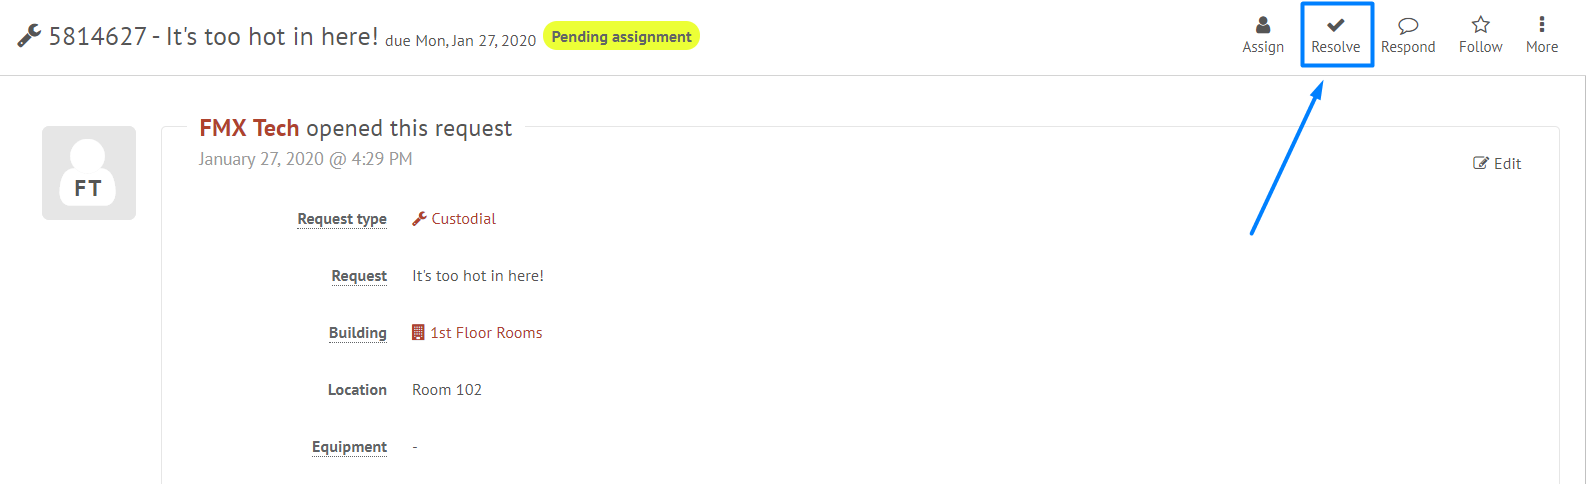 5814627 - It's too hot in here! due Mon, Jan 27, 2020 Pending assignment
Assign Resolve Respond Follow More
FMX Tech opened this request
January 27, 2020 @ 4:29 PM
Edit
FT
Request type Custodial
Request It's too hot in here!
Building 1st Floor Rooms
Location Room 102
Equipment -